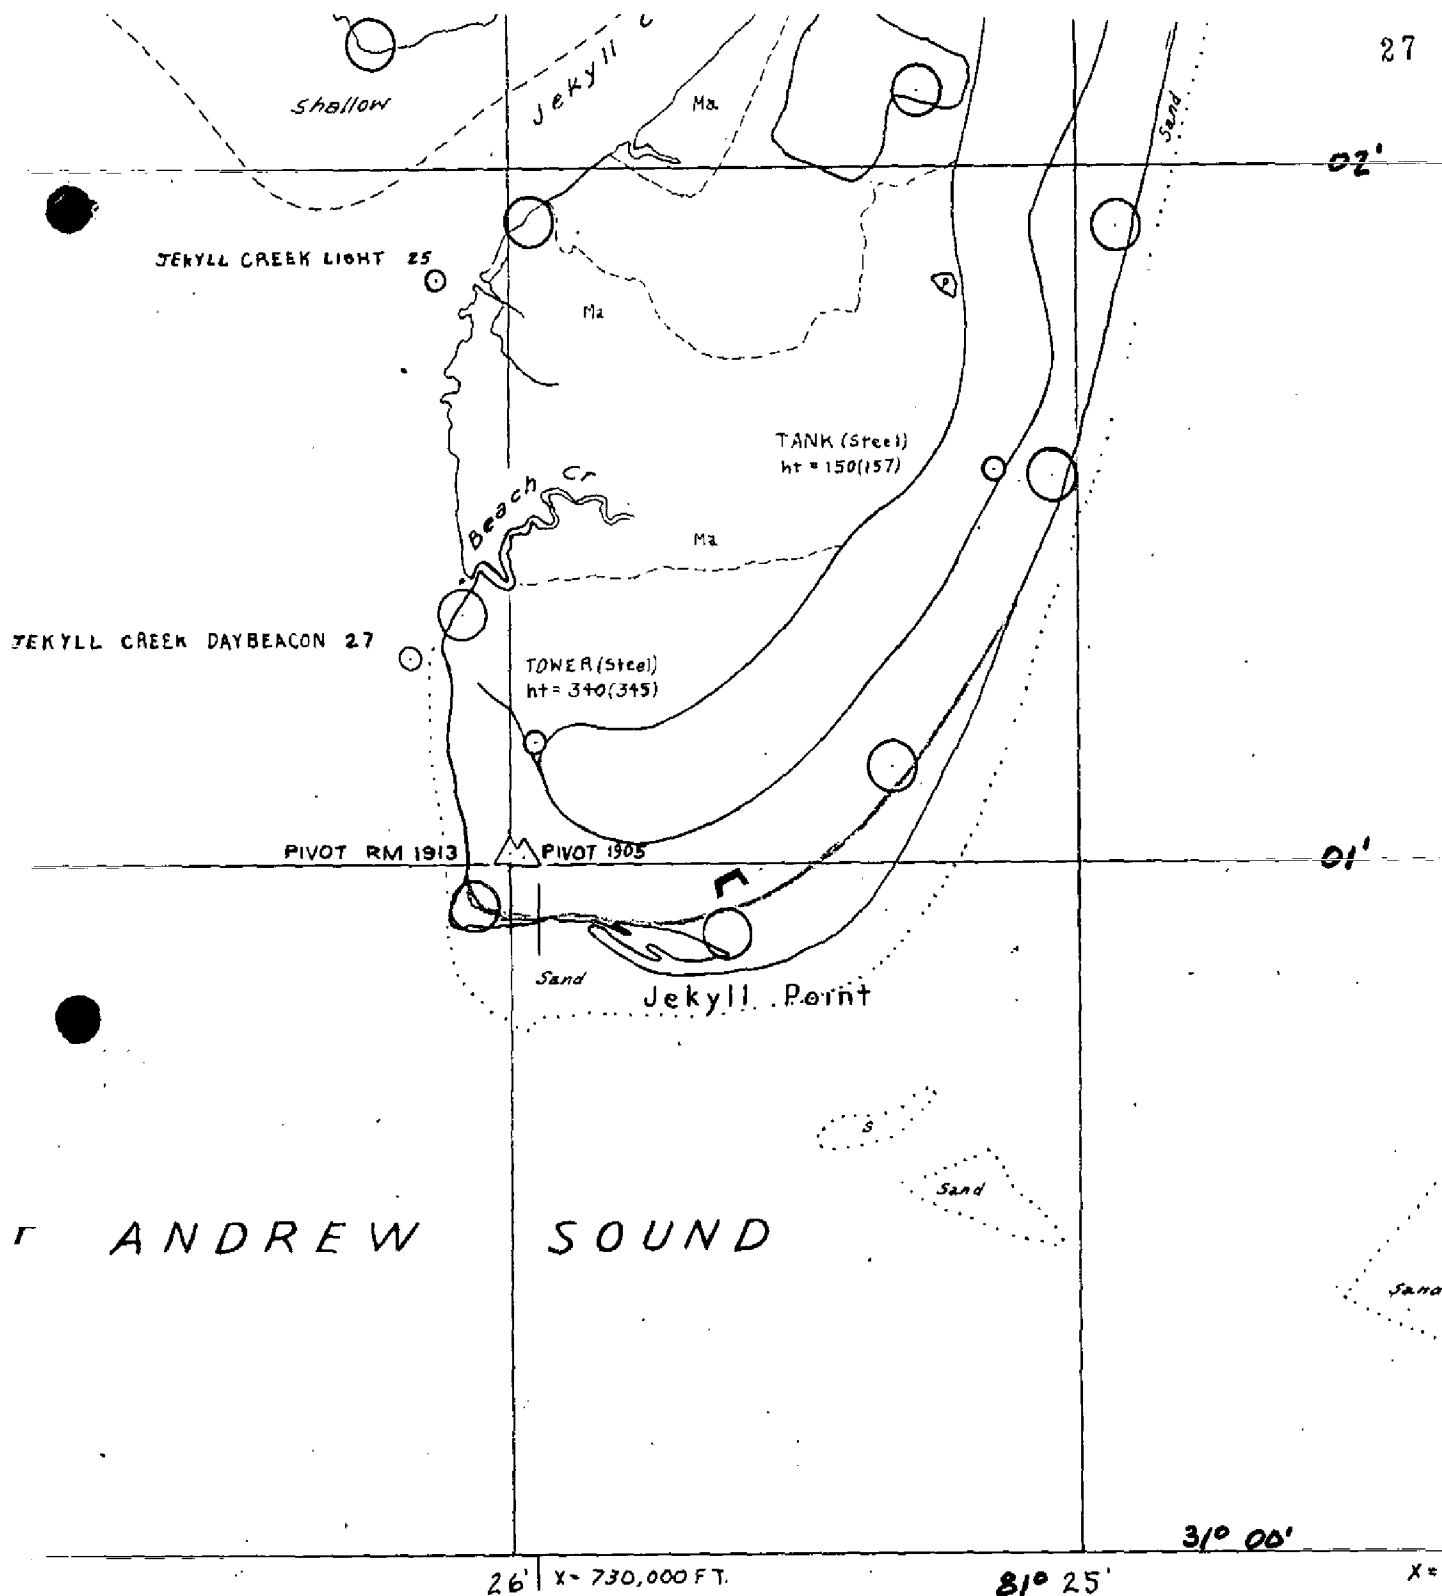 27
Shallow
Jekyll
Ma
Sand
02'
JEKYLL CREEK LIGHT 25
Ma
TANK (Steel)
ht = 150(157)
Beach Cr
Ma
JEKYLL CREEK DAYBEACON 27
TOWER (Steel)
ht = 340(345)
PIVOT RM 1913
PIVOT 1905
01'
Sand
Jekyll Point
S
Sand
ANDREW SOUND
Sand
31° 00'
26'
X= 730,000 FT.
81° 25'
X=